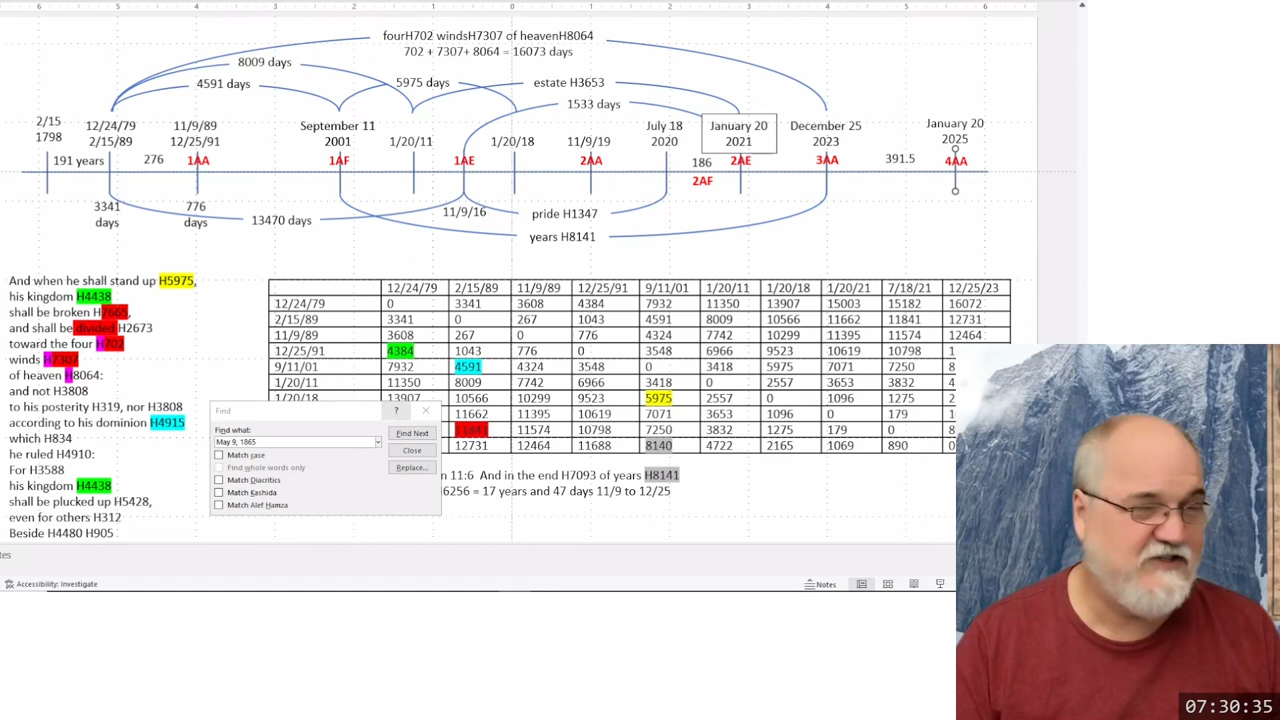 6 5 4 3 2 1 0 1 2 3 4 5 6
fourH702 windsH7307 of heavenH8064
702 + 7307+ 8064 = 16073 days
8009 days
4591 days
5975 days
estate H3653
1533 days
2/15
1798
12/24/79
2/15/89
11/9/89
12/25/91
September 11
2001
1/20/11
1/20/18
11/9/19
July 18
2020
January 20
2021
December 25
2023
January 20
2025
191 years
276
1AA
1AF
1AE
2AA
186
2AE
3AA
391.5
4AA
2AF
3341
days
776
days
13470 days
11/9/16
pride H1347
years H8141
And when he shall stand up H5975,
his kingdom H4438
shall be broken H7665,
and shall be divided H2673
toward the four H702
winds H7307
of heaven H8064:
and not H3808
to his posterity H319, nor H3808
according to his dominion H4915
which H834
he ruled H4910:
For H3588
his kingdom H4438
shall be plucked up H5428,
even for others H312
Beside H4480 H905
12/24/79 2/15/89 11/9/89 12/25/91 9/11/01 1/20/11 1/20/18 1/20/21 7/18/21 12/25/23
12/24/79 0 3341 3608 4384 7932 11350 13907 15003 15182 16072
2/15/89 3341 0 267 1043 4591 8009 10566 11662 11841 12731
11/9/89 3608 267 0 776 4324 7742 10299 11395 11574 12464
12/25/91 4384 1043 776 0 3548 6966 9523 10619 10798 1
9/11/01 7932 4591 4324 3548 0 3418 5975 7071 7250 8
1/20/11 11350 8009 7742 6966 3418 0 2557 3653 3832 4
1/20/18 13907 10566 10299 9523 5975 2557 0 1096 1275 2
11662 11395 10619 7071 3653 1096 0 179 1
11841 11574 10798 7250 3832 1275 179 0 8
12731 12464 11688 8140 4722 2165 1069 890 0
n 11:6 And in the end H7093 of years H8141
6256 = 17 years and 47 days 11/9 to 12/25
Find
?
Find what:
May 9, 1865
Match case
Find whole words only
Match Diacritics
Match Kashida
Match Alef Hamza
Find Next
Close
Replace...
tes
Accessibility: Investigate
Notes
07:30:35